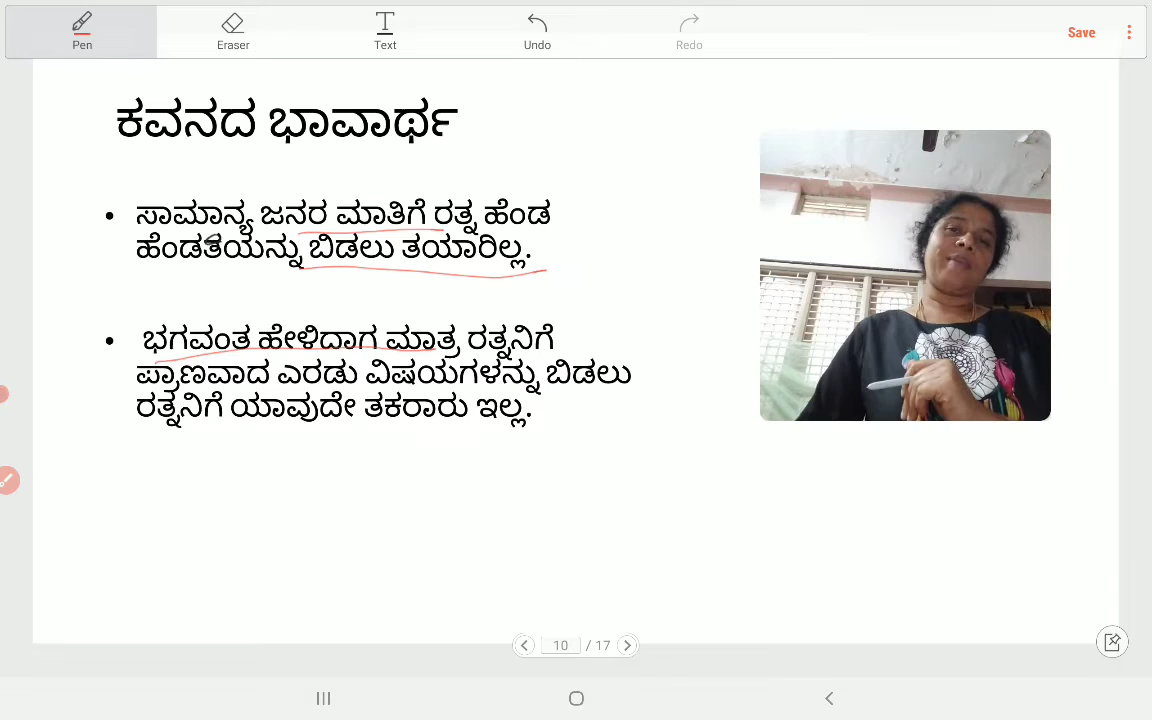 Pen
Eraser
Text
Undo
Redo
Save
ಕವನದ ಭಾವಾರ್ಥ
• ಸಾಮಾನ್ಯ ಜನರ ಮಾತಿಗೆ ರತ್ನ ಹೆಂಡ
ಹೆಂಡತಿಯನ್ನು ಬಿಡಲು ತಯಾರಿಲ್ಲ.
• ಭಗವಂತ ಹೇಳಿದಾಗ ಮಾತ್ರ ರತ್ನನಿಗೆ
ಪ್ರಾಣವಾದ ಎರಡು ವಿಷಯಗಳನ್ನು ಬಿಡಲು
ರತ್ನನಿಗೆ ಯಾವುದೇ ತಕರಾರು ಇಲ್ಲ.
10 / 17